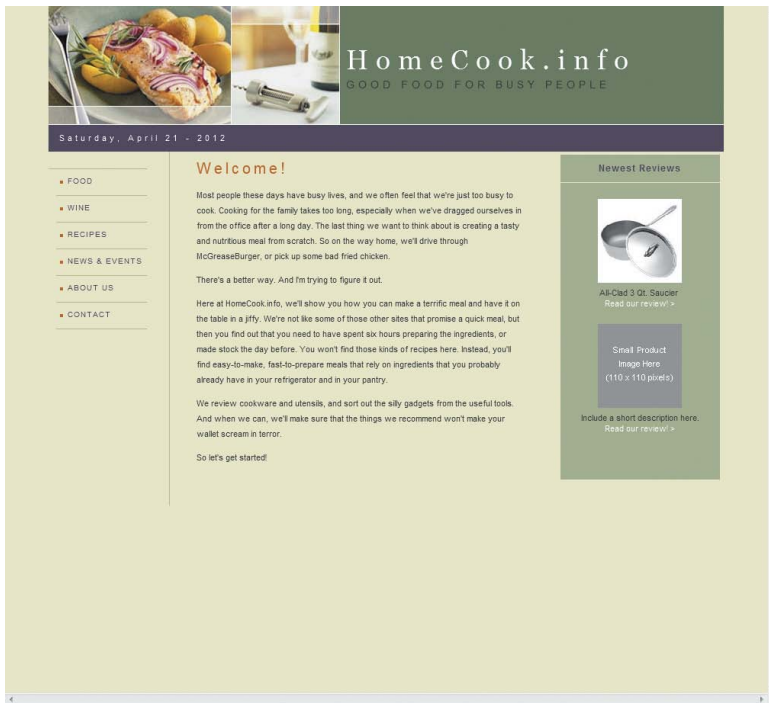 HomeCook.info
GOOD FOOD FOR BUSY PEOPLE
Saturday, April 21 - 2012
FOOD
WINE
RECIPES
NEWS & EVENTS
ABOUT US
CONTACT
Welcome!
Most people these days have busy lives, and we often feel that we're just too busy to
cook. Cooking for the family takes too long, especially when we've dragged ourselves in
from the office after a long day. The last thing we want to think about is creating a tasty
and nutritious meal from scratch. So on the way home, we'll drive through
McGreaseBurger, or pick up some bad fried chicken.
There's a better way. And I'm trying to figure it out.
Here at HomeCook.info, we'll show you how you can make a terrific meal and have it on
the table in a jiffy. We're not like some of those other sites that promise a quick meal, but
then you find out that you need to have spent six hours preparing the ingredients, or
made stock the day before. You won't find those kinds of recipes here. Instead, you'll
find easy-to-make, fast-to-prepare meals that rely on ingredients that you probably
already have in your refrigerator and in your pantry.
We review cookware and utensils, and sort out the silly gadgets from the useful tools.
And when we can, we'll make sure that the things we recommend won't make your
wallet scream in terror.
So let's get started!
Newest Reviews
All-Clad 3 Qt. Saucier
Read our review! >
Small Product
Image Here
(110 x 110 pixels)
Include a short description here.
Read our review! >